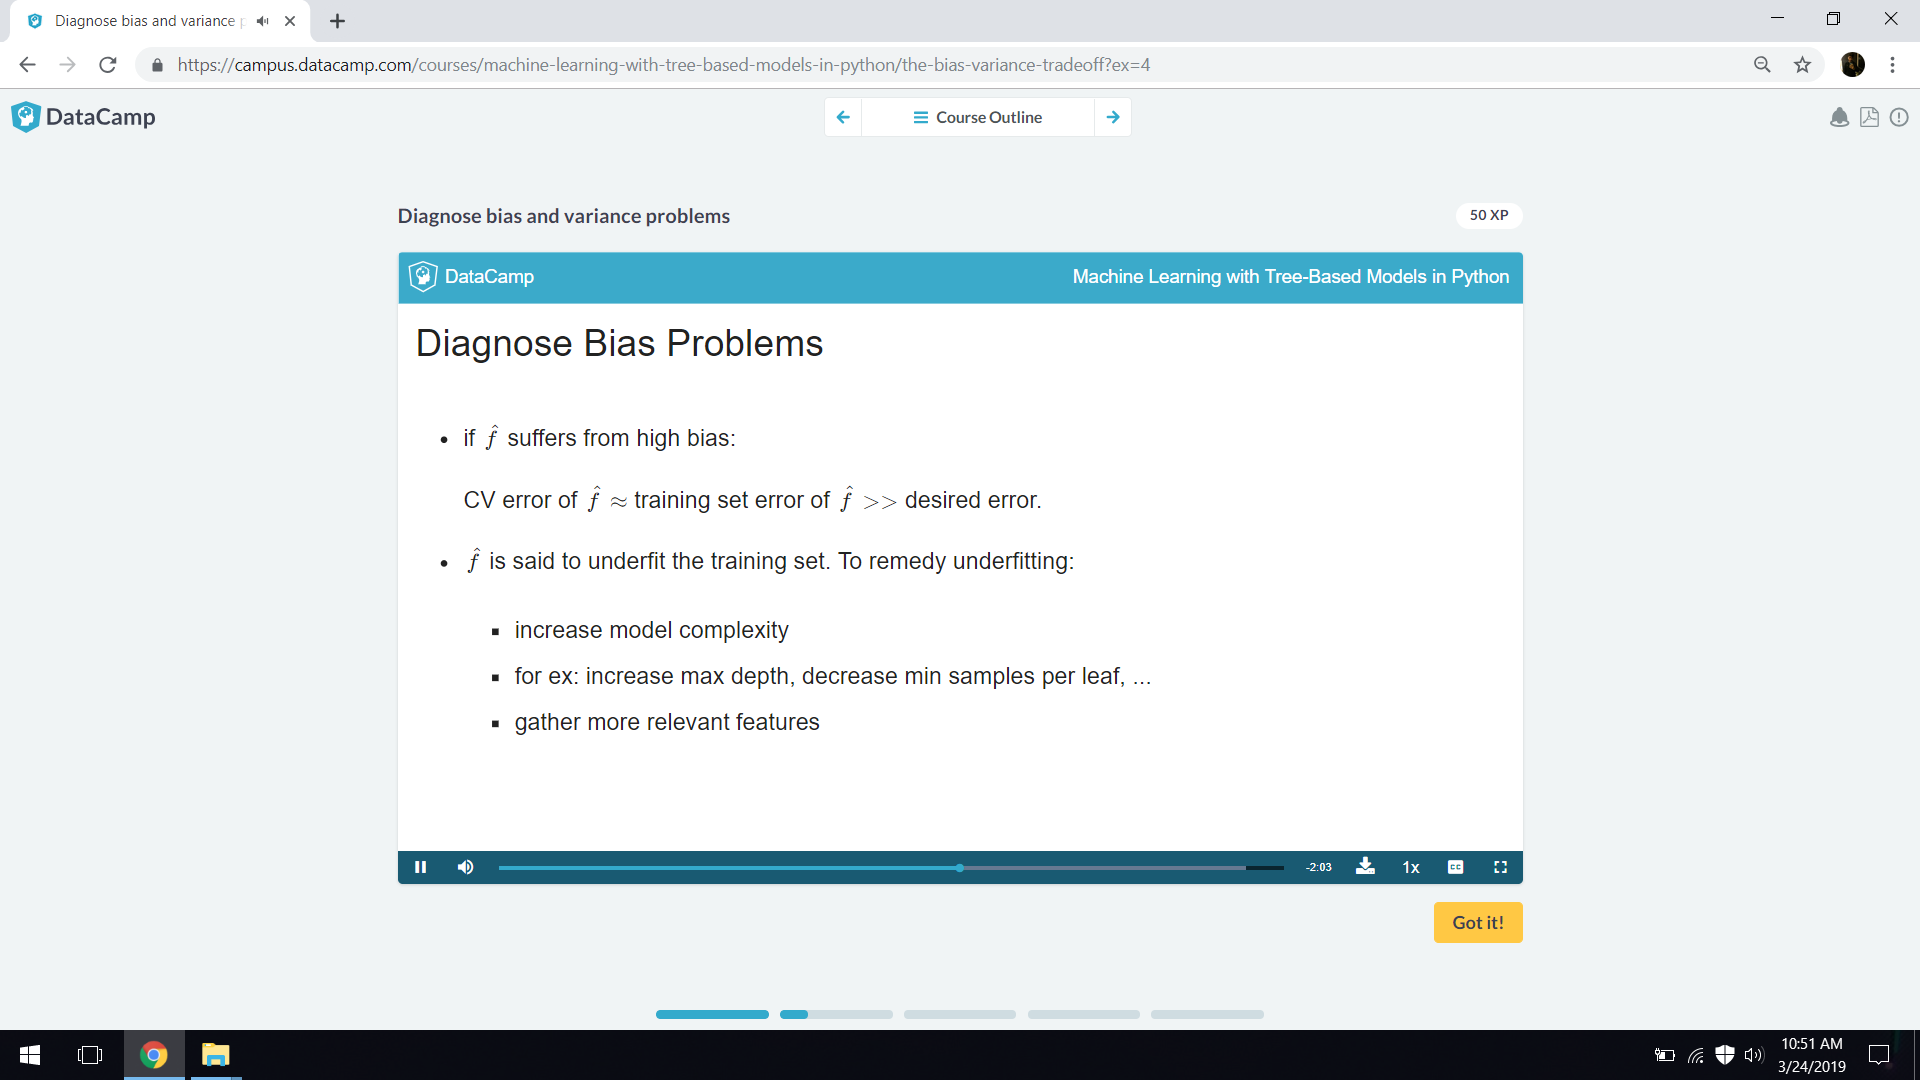 Diagnose bias and variance p
https://campus.datacamp.com/courses/machine-learning-with-tree-based-models-in-python/the-bias-variance-tradeoff?ex=4
DataCamp
Course Outline
Diagnose bias and variance problems
50 XP
DataCamp
Machine Learning with Tree-Based Models in Python
Diagnose Bias Problems
• if f̂ suffers from high bias:
CV error of f̂ ≈ training set error of f̂ >> desired error.
• f̂ is said to underfit the training set. To remedy underfitting:
▪ increase model complexity
▪ for ex: increase max depth, decrease min samples per leaf, ...
▪ gather more relevant features
-2:03
1x
CC
Got it!
10:51 AM
3/24/2019